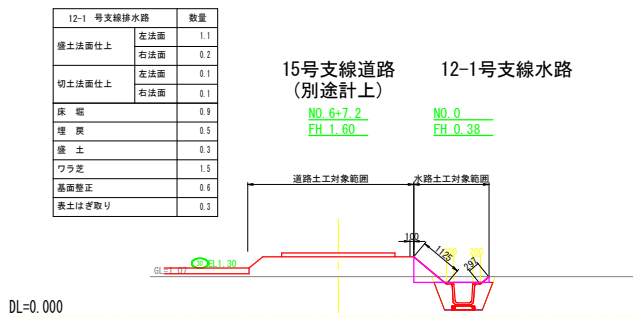 12-1 号支線排水路 数量
盛土法面仕上 左法面 1.1
右法面 0.2
切土法面仕上 左法面 0.1
右法面 0.1
床 堀 0.9
埋 戻 0.5
盛 土 0.3
ワラ芝 1.5
基面整正 0.6
表土はぎ取り 0.3
15号支線道路
(別途計上)
12-1号支線水路
NO.6+7.2
FH 1.60
NO.0
FH 0.38
道路土工対象範囲
水路土工対象範囲
100
1125
297
EL1.30
GL=1.07
DL=0.000